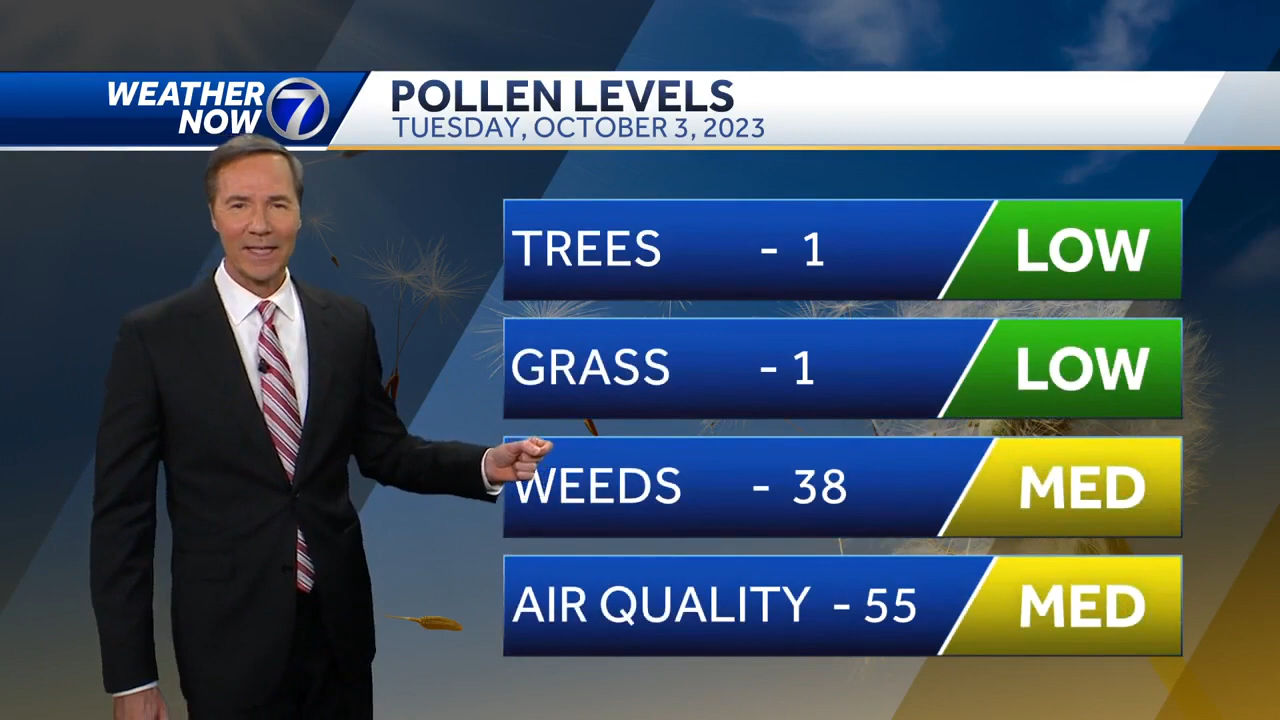 WEATHER
NOW 7
POLLEN LEVELS
TUESDAY, OCTOBER 3, 2023
TREES - 1 LOW
GRASS - 1 LOW
WEEDS - 38 MED
AIR QUALITY - 55 MED